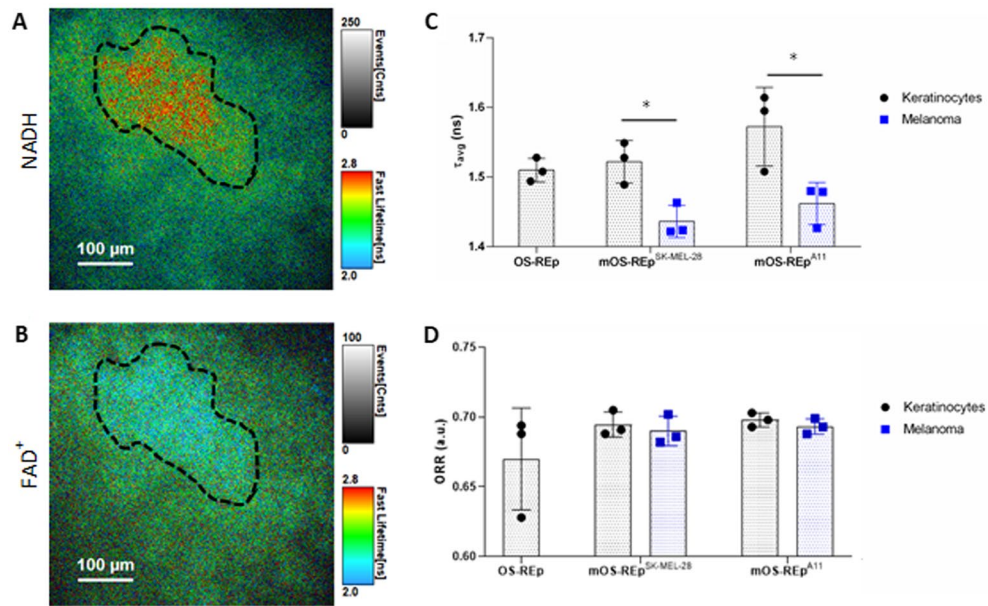 A
NADH
100 µm
250
Events[Cnts]
0
2.8
Fast Lifetime[ns]
2.0
B
FAD+
100 µm
100
Events[Cnts]
0
2.8
Fast Lifetime[ns]
2.0
C
1.7
1.6
1.5
1.4
τavg (ns)
*
*
OS-REp
mOS-REpSK-MEL-28
mOS-REpA11
Keratinocytes
Melanoma
D
0.75
0.70
0.65
0.60
ORR (a.u.)
OS-REp
mOS-REpSK-MEL-28
mOS-REpA11
Keratinocytes
Melanoma